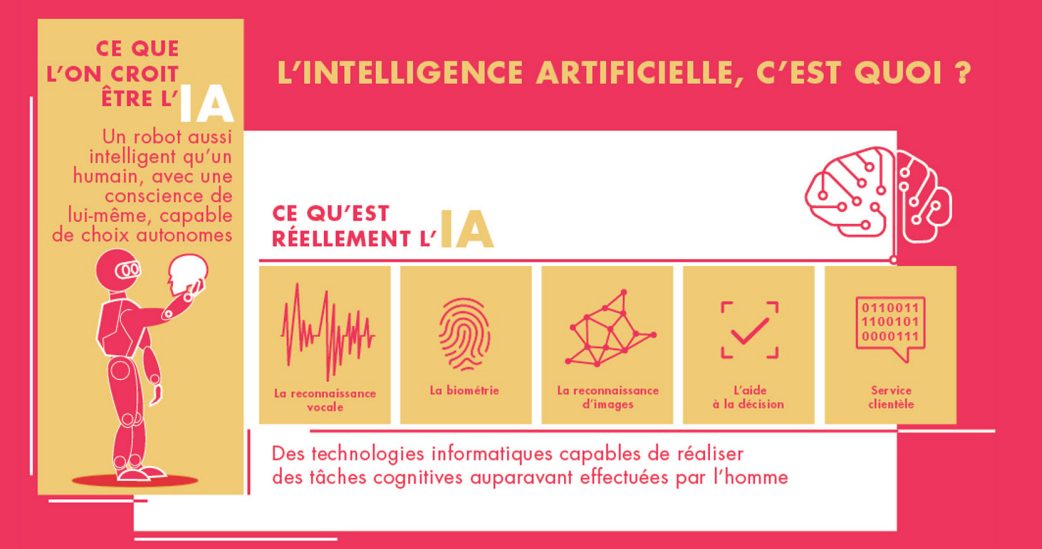 L'INTELLIGENCE ARTIFICIELLE, C'EST QUOI ?
CE QUE
L'ON CROIT
ÊTRE L'IA
Un robot aussi
intelligent qu'un
humain, avec une
conscience de
lui-même, capable
de choix autonomes
CE QU'EST
RÉELLEMENT L'IA
La reconnaissance
vocale
La biométrie
La reconnaissance
d'images
L'aide
à la décision
0110011
1100101
0000111
Service
clientèle
Des technologies informatiques capables de réaliser
des tâches cognitives auparavant effectuées par l'homme